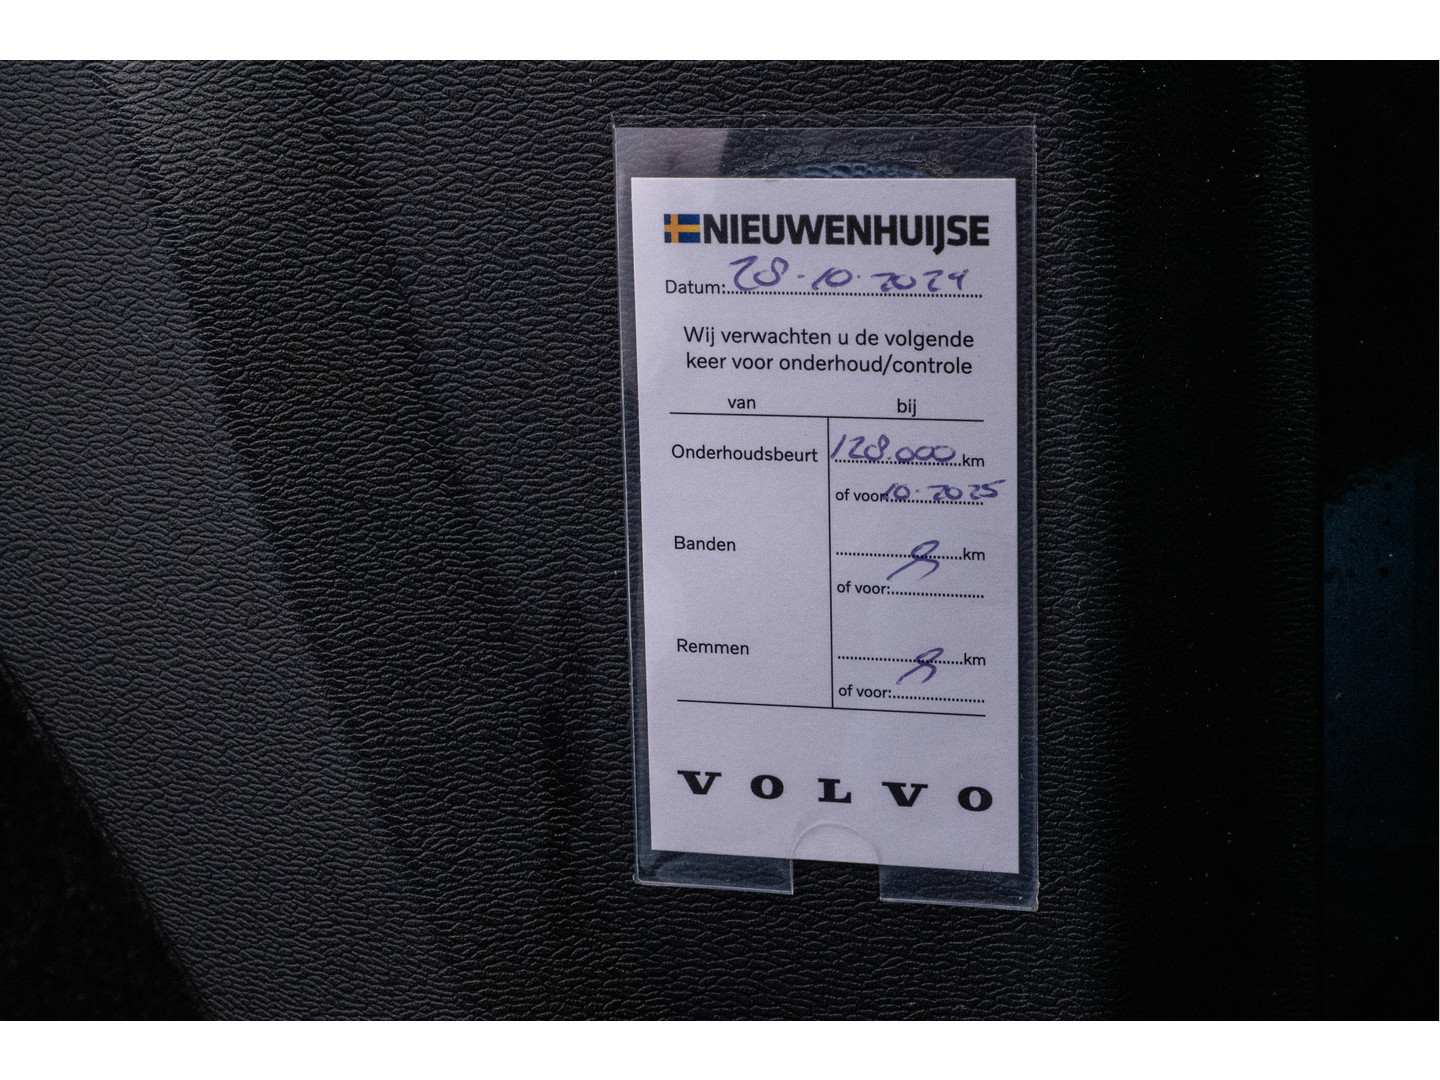 NIEUWENHUIJSE
Datum: 28-10-2024
Wij verwachten u de volgende
keer voor onderhoud/controle
van bij
Onderhoudsbeurt 128.000 km
of voor 10-2025
Banden km
of voor:
Remmen km
of voor:
VOLVO